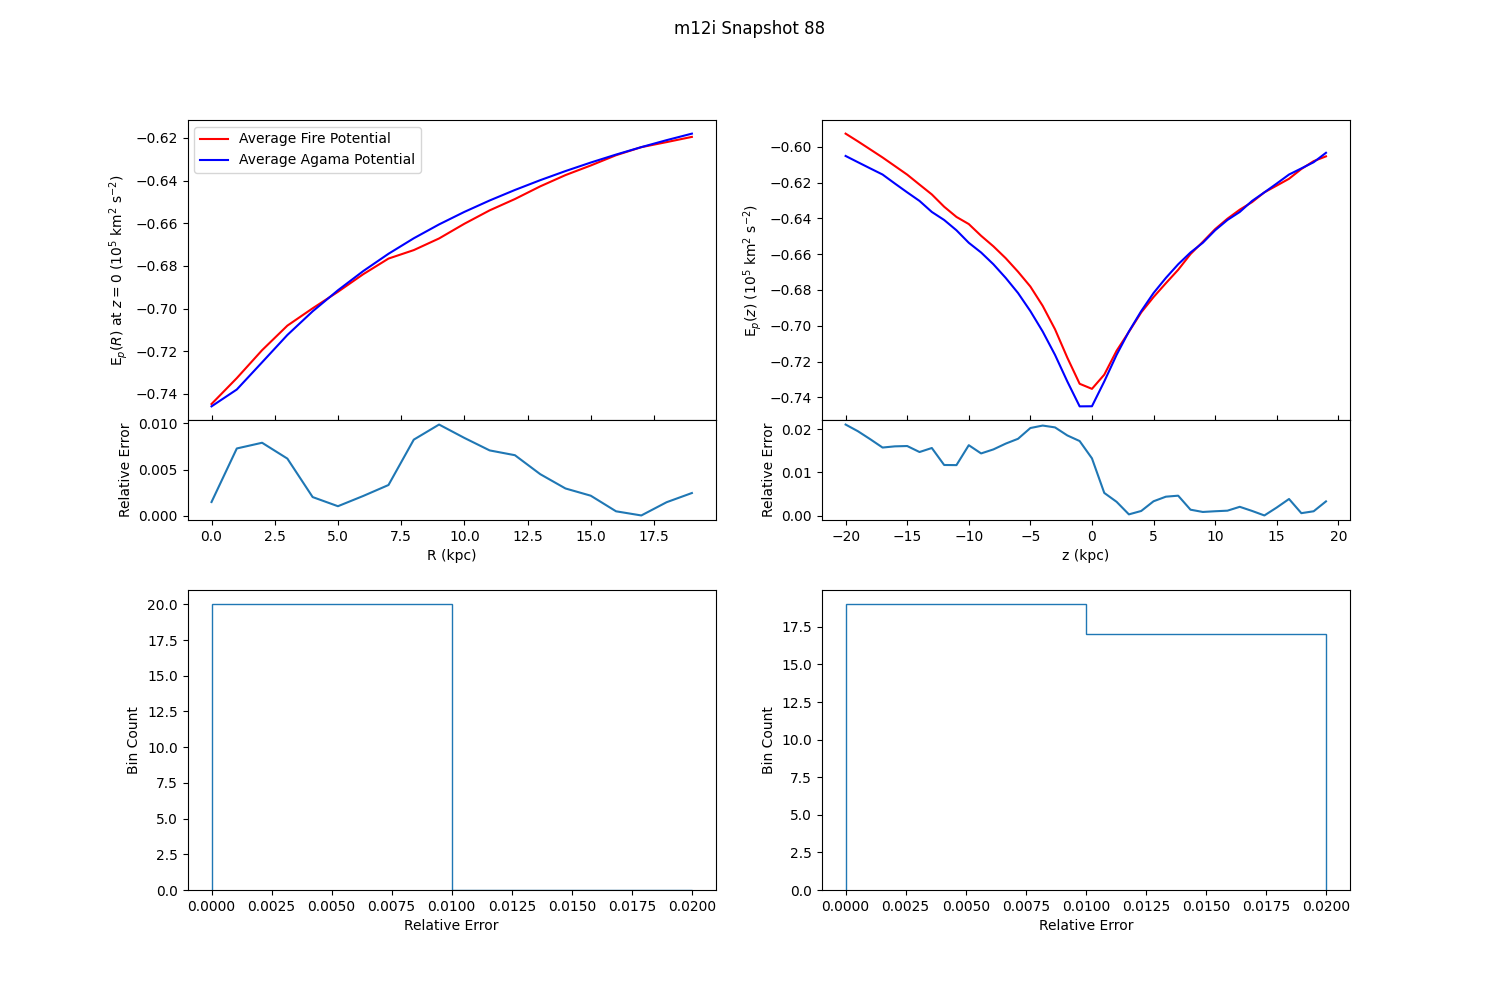 m12i Snapshot 88
Average Fire Potential
Average Agama Potential
E_p(R) at z = 0 (10^5 km^2 s^−2)
−0.62
−0.64
−0.66
−0.68
−0.70
−0.72
−0.74
Relative Error
0.010
0.005
0.000
0.0 2.5 5.0 7.5 10.0 12.5 15.0 17.5
R (kpc)
E_p(z) (10^5 km^2 s^−2)
−0.60
−0.62
−0.64
−0.66
−0.68
−0.70
−0.72
−0.74
Relative Error
0.02
0.01
0.00
−20 −15 −10 −5 0 5 10 15 20
z (kpc)
Bin Count
20.0
17.5
15.0
12.5
10.0
7.5
5.0
2.5
0.0
0.0000 0.0025 0.0050 0.0075 0.0100 0.0125 0.0150 0.0175 0.0200
Relative Error
Bin Count
17.5
15.0
12.5
10.0
7.5
5.0
2.5
0.0
0.0000 0.0025 0.0050 0.0075 0.0100 0.0125 0.0150 0.0175 0.0200
Relative Error